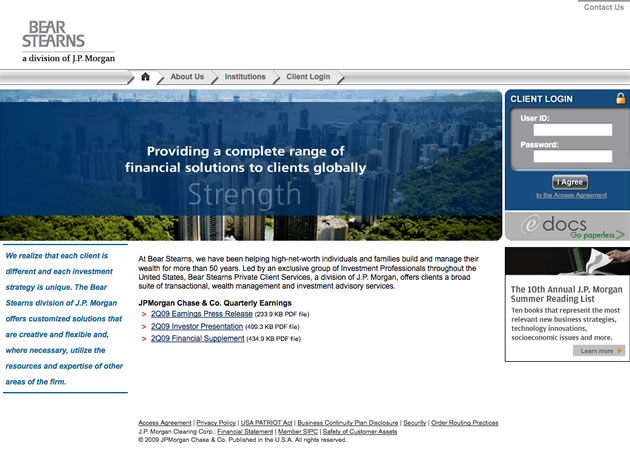 Contact Us
BEAR
STEARNS
a division of J.P. Morgan
About Us
Institutions
Client Login
Providing a complete range of
financial solutions to clients globally
Strength
CLIENT LOGIN
User ID:
Password:
I Agree
to the Access Agreement
e docs
Go paperless >
The 10th Annual J.P. Morgan
Summer Reading List
Ten books that represent the most
relevant new business strategies,
technology innovations,
socioeconomic issues and more.
Learn more
We realize that each client is
different and each investment
strategy is unique. The Bear
Stearns division of J.P. Morgan
offers customized solutions that
are creative and flexible and,
where necessary, utilize the
resources and expertise of other
areas of the firm.
At Bear Stearns, we have been helping high-net-worth individuals and families build and manage their
wealth for more than 50 years. Led by an exclusive group of Investment Professionals throughout the
United States, Bear Stearns Private Client Services, a division of J.P. Morgan, offers clients a broad
suite of transactional, wealth management and investment advisory services.
JPMorgan Chase & Co. Quarterly Earnings
> 2Q09 Earnings Press Release (233.9 KB PDF file)
> 2Q09 Investor Presentation (499.3 KB PDF file)
> 2Q09 Financial Supplement (434.9 KB PDF file)
Access Agreement | Privacy Policy | USA PATRIOT Act | Business Continuity Plan Disclosure | Security | Order Routing Practices
J.P. Morgan Clearing Corp.: Financial Statement | Member SIPC | Safety of Customer Assets
© 2009 JPMorgan Chase & Co. Published in the U.S.A. All rights reserved.